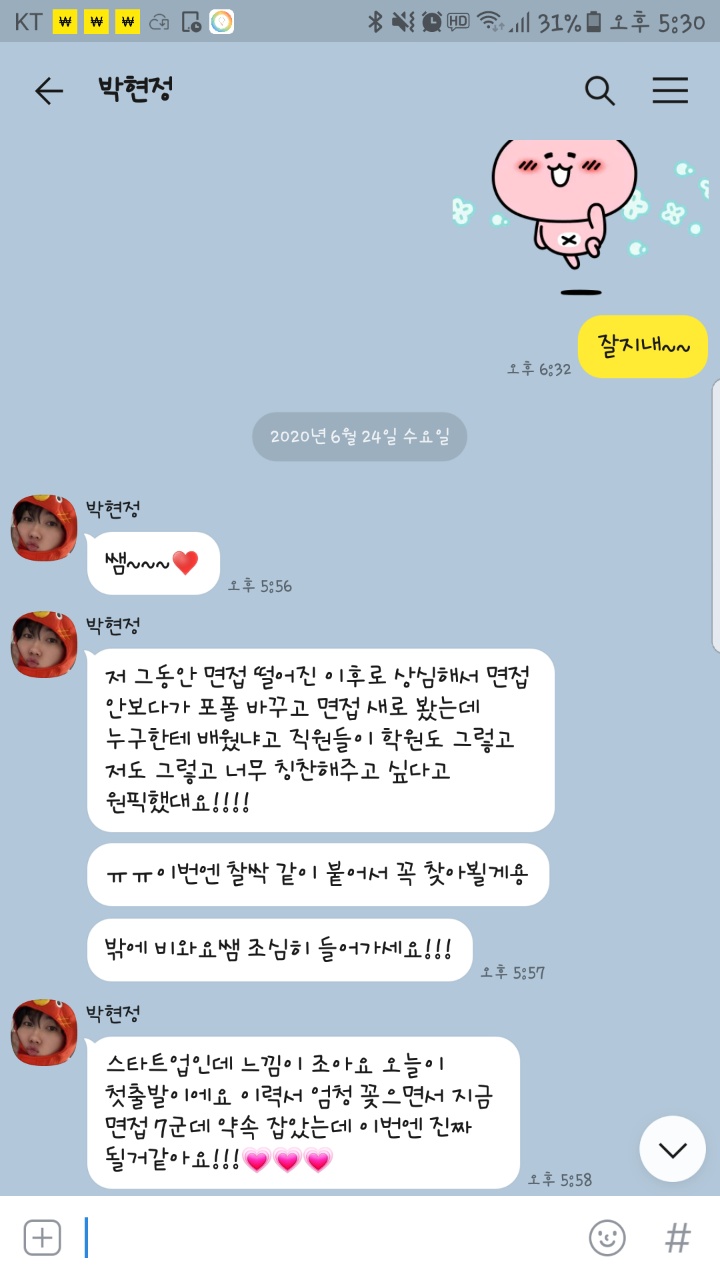 KT ₩ ₩ ₩ HD 31% 오후 5:30
박현정
잘지내~~
오후 6:32
2020년 6월 24일 수요일
박현정
쌤~~~❤️
오후 5:56
박현정
저 그동안 면접 떨어진 이후로 상심해서 면접
안보다가 포폴 바꾸고 면접 새로 봤는데
누구한테 배웠냐고 직원들이 학원도 그렇고
저도 그렇고 너무 칭찬해주고 싶다고
원픽했대요!!!!
ㅠㅠ이번엔 찰싹 같이 붙어서 꼭 찾아뵐게용
밖에 비와요쌤 조심히 들어가세요!!!
오후 5:57
박현정
스타트업인데 느낌이 조아요 오늘이
첫출발이에요 이력서 엄청 꽂으면서 지금
면접 7군데 약속 잡았는데 이번엔 진짜
될거같아요!!!💗💗💗
오후 5:58
#